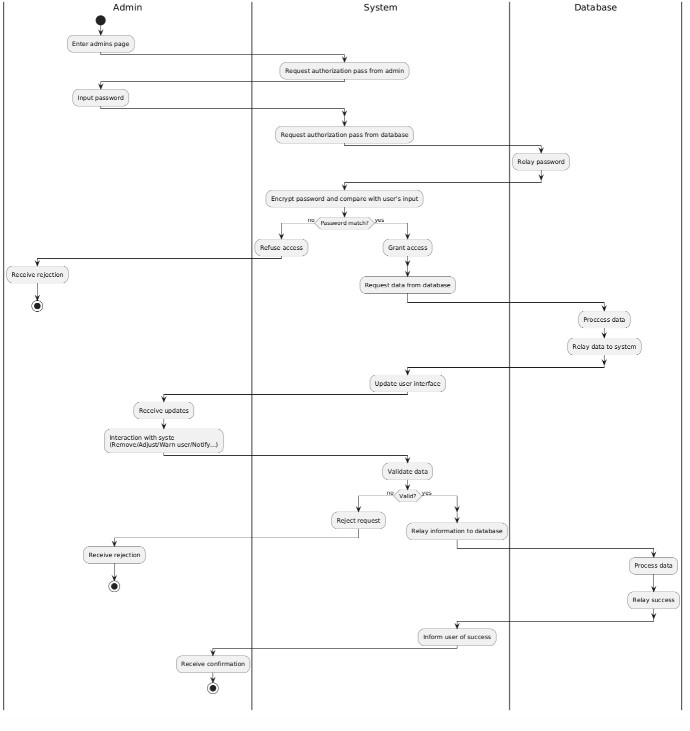 Admin
System
Database
Enter admins page
Request authorization pass from admin
Input password
Request authorization pass from database
Relay password
Encrypt password and compare with user's input
no
Password match?
yes
Refuse access
Grant access
Receive rejection
Request data from database
Proccess data
Relay data to system
Update user interface
Receive updates
Interaction with syste
(Remove/Adjust/Warn user/Notify...)
Validate data
no
Valid?
yes
Reject request
Relay information to database
Receive rejection
Process data
Relay success
Inform user of success
Receive confirmation